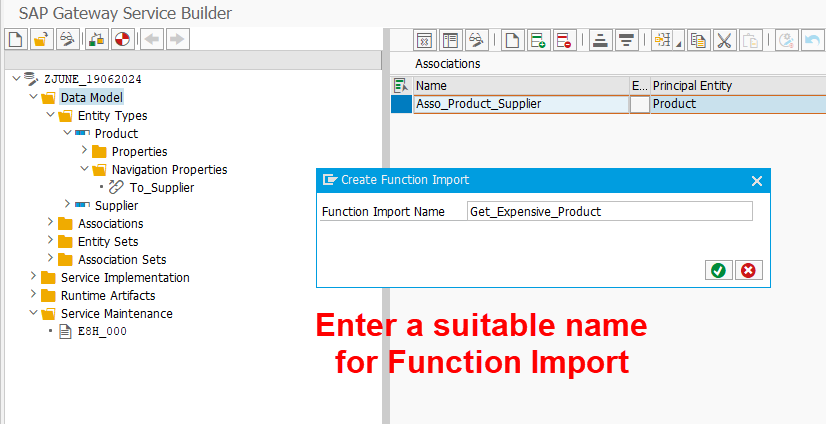 SAP Gateway Service Builder
ZJUNE_19062024
Data Model
Entity Types
Product
Properties
Navigation Properties
To_Supplier
Supplier
Associations
Entity Sets
Association Sets
Service Implementation
Runtime Artifacts
Service Maintenance
E8H_000
Associations
Name E... Principal Entity
Asso_Product_Supplier Product
Create Function Import
Function Import Name Get_Expensive_Product
Enter a suitable name
for Function Import